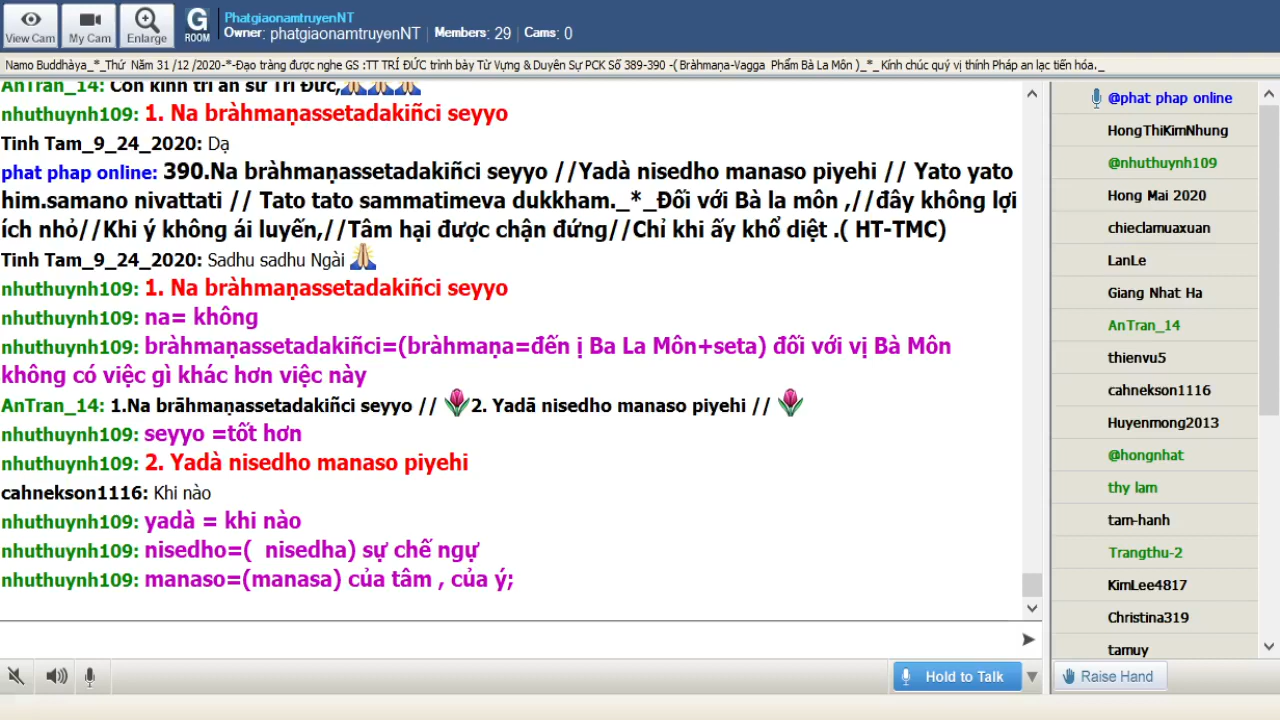 View Cam
My Cam
Enlarge
G
ROOM
PhatgiaonamtruyenNT
Owner: phatgiaonamtruyenNT | Members: 29 | Cams: 0
Namo Buddhàya_*_Thứ Năm 31 /12 /2020-*-Đạo tràng được nghe GS :TT TRÍ ĐỨC trình bày Từ Vựng & Duyên Sự PCK Số 389-390 -( Bràhmaṇa-Vagga Phẩm Bà La Môn )_*_ Kính chúc quý vị thính Pháp an lạc tiến hóa._
AnTran_14: Con kính tri ân sư Trí Đức,
nhuthuynh109: 1. Na bràhmaṇassetadakiñci seyyo
Tinh Tam_9_24_2020: Dạ
phat phap online: 390.Na bràhmaṇassetadakiñci seyyo //Yadà nisedho manaso piyehi // Yato yato
him.samano nivattati // Tato tato sammatimeva dukkham._*_Đối với Bà la môn ,//đây không lợi
ích nhỏ//Khi ý không ái luyến,//Tâm hại được chận đứng//Chỉ khi ấy khổ diệt .( HT-TMC)
Tinh Tam_9_24_2020: Sadhu sadhu Ngài
nhuthuynh109: 1. Na bràhmaṇassetadakiñci seyyo
nhuthuynh109: na= không
nhuthuynh109: bràhmaṇassetadakiñci=(bràhmaṇa=đến ị Ba La Môn+seta) đối với vị Bà Môn
không có việc gì khác hơn việc này
AnTran_14: 1.Na brāhmaṇassetadakiñci seyyo // 2. Yadā nisedho manaso piyehi //
nhuthuynh109: seyyo =tốt hơn
nhuthuynh109: 2. Yadà nisedho manaso piyehi
cahnekson1116: Khi nào
nhuthuynh109: yadà = khi nào
nhuthuynh109: nisedho=( nisedha) sự chế ngự
nhuthuynh109: manaso=(manasa) của tâm , của ý;
Hold to Talk
@phat phap online
HongThiKimNhung
@nhuthuynh109
Hong Mai 2020
chieclamuaxuan
LanLe
Giang Nhat Ha
AnTran_14
thienvu5
cahnekson1116
Huyenmong2013
@hongnhat
thy lam
tam-hanh
Trangthu-2
KimLee4817
Christina319
tamuy
Raise Hand